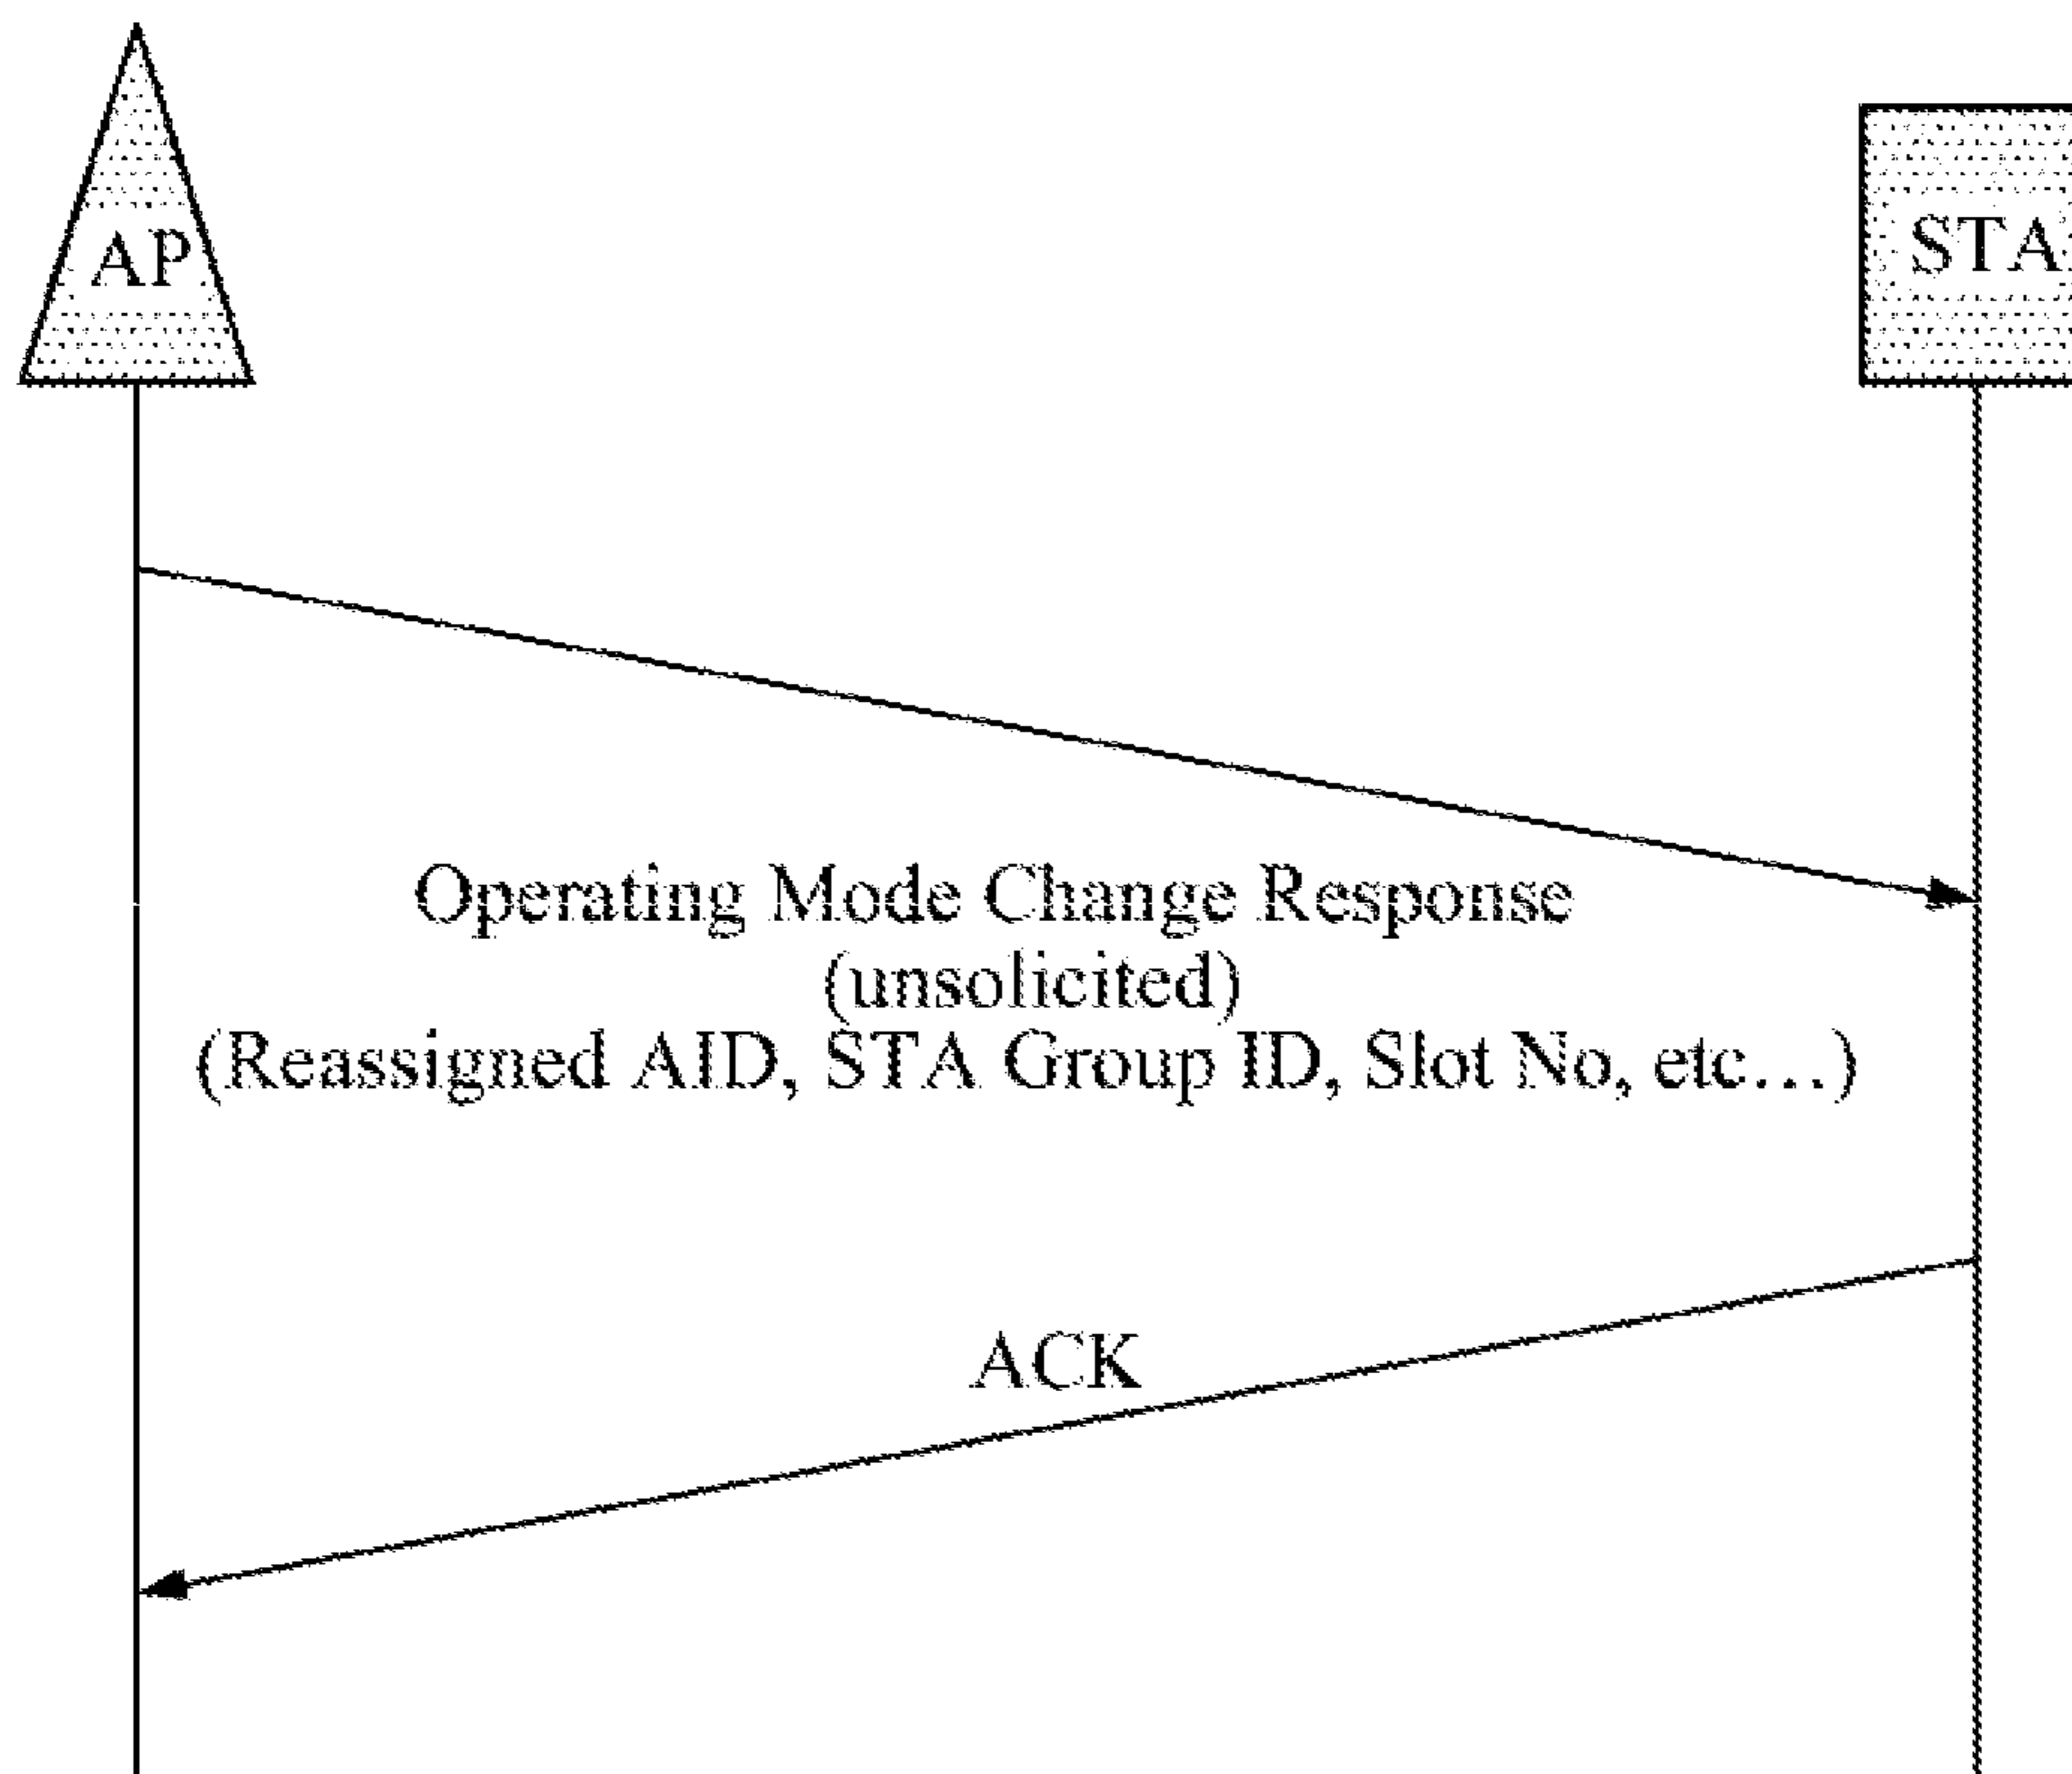 AP
STA
Operating Mode Change Response
(unsolicited)
(Reassigned AID, STA Group ID, Slot No, etc...)
ACK